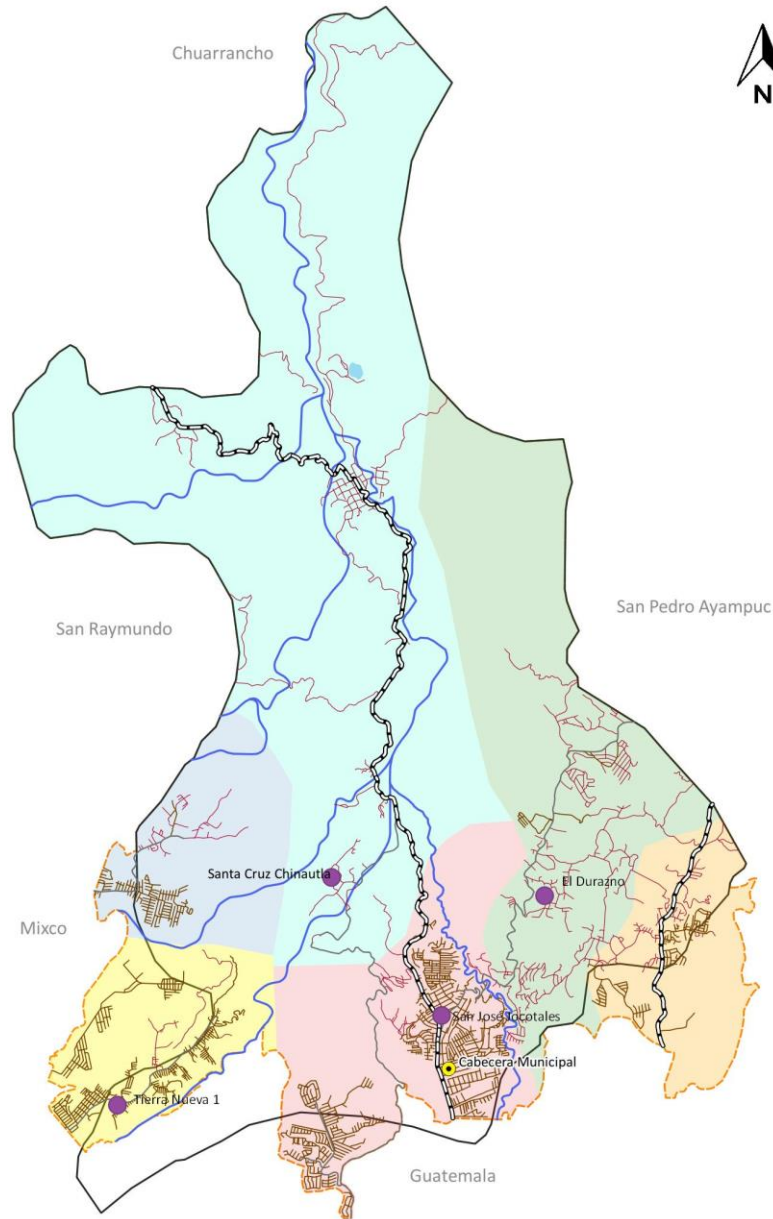 Chuarrancho
N
San Raymundo
San Pedro Ayampuc
Santa Cruz Chinautla
El Durazno
Mixco
San José Jocotales
Cabecera Municipal
Tierra Nueva 1
Guatemala